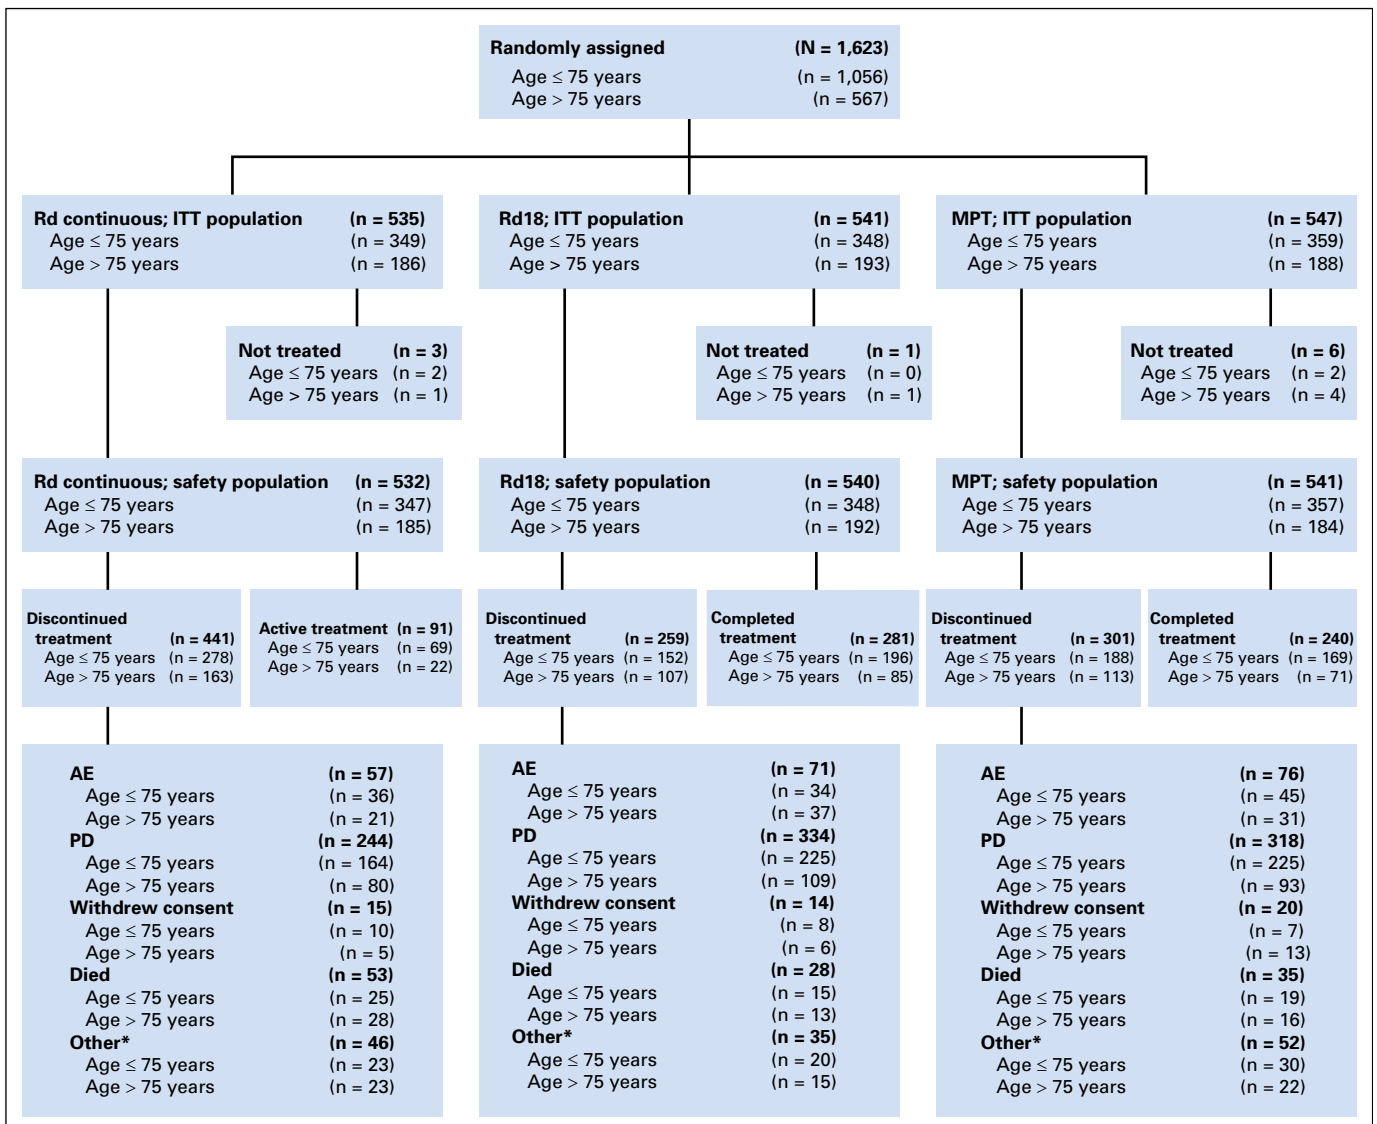 Randomly assigned (N = 1,623)
Age ≤ 75 years (n = 1,056)
Age > 75 years (n = 567)
Rd continuous; ITT population (n = 535)
Age ≤ 75 years (n = 349)
Age > 75 years (n = 186)
Rd18; ITT population (n = 541)
Age ≤ 75 years (n = 348)
Age > 75 years (n = 193)
MPT; ITT population (n = 547)
Age ≤ 75 years (n = 359)
Age > 75 years (n = 188)
Not treated (n = 3)
Age ≤ 75 years (n = 2)
Age > 75 years (n = 1)
Not treated (n = 1)
Age ≤ 75 years (n = 0)
Age > 75 years (n = 1)
Not treated (n = 6)
Age ≤ 75 years (n = 2)
Age > 75 years (n = 4)
Rd continuous; safety population (n = 532)
Age ≤ 75 years (n = 347)
Age > 75 years (n = 185)
Rd18; safety population (n = 540)
Age ≤ 75 years (n = 348)
Age > 75 years (n = 192)
MPT; safety population (n = 541)
Age ≤ 75 years (n = 357)
Age > 75 years (n = 184)
Discontinued
treatment (n = 441)
Age ≤ 75 years (n = 278)
Age > 75 years (n = 163)
Active treatment (n = 91)
Age ≤ 75 years (n = 69)
Age > 75 years (n = 22)
Discontinued
treatment (n = 259)
Age ≤ 75 years (n = 152)
Age > 75 years (n = 107)
Completed
treatment (n = 281)
Age ≤ 75 years (n = 196)
Age > 75 years (n = 85)
Discontinued
treatment (n = 301)
Age ≤ 75 years (n = 188)
Age > 75 years (n = 113)
Completed
treatment (n = 240)
Age ≤ 75 years (n = 169)
Age > 75 years (n = 71)
AE (n = 57)
Age ≤ 75 years (n = 36)
Age > 75 years (n = 21)
PD (n = 244)
Age ≤ 75 years (n = 164)
Age > 75 years (n = 80)
Withdrew consent (n = 15)
Age ≤ 75 years (n = 10)
Age > 75 years (n = 5)
Died (n = 53)
Age ≤ 75 years (n = 25)
Age > 75 years (n = 28)
Other* (n = 46)
Age ≤ 75 years (n = 23)
Age > 75 years (n = 23)
AE (n = 71)
Age ≤ 75 years (n = 34)
Age > 75 years (n = 37)
PD (n = 334)
Age ≤ 75 years (n = 225)
Age > 75 years (n = 109)
Withdrew consent (n = 14)
Age ≤ 75 years (n = 8)
Age > 75 years (n = 6)
Died (n = 28)
Age ≤ 75 years (n = 15)
Age > 75 years (n = 13)
Other* (n = 35)
Age ≤ 75 years (n = 20)
Age > 75 years (n = 15)
AE (n = 76)
Age ≤ 75 years (n = 45)
Age > 75 years (n = 31)
PD (n = 318)
Age ≤ 75 years (n = 225)
Age > 75 years (n = 93)
Withdrew consent (n = 20)
Age ≤ 75 years (n = 7)
Age > 75 years (n = 13)
Died (n = 35)
Age ≤ 75 years (n = 19)
Age > 75 years (n = 16)
Other* (n = 52)
Age ≤ 75 years (n = 30)
Age > 75 years (n = 22)